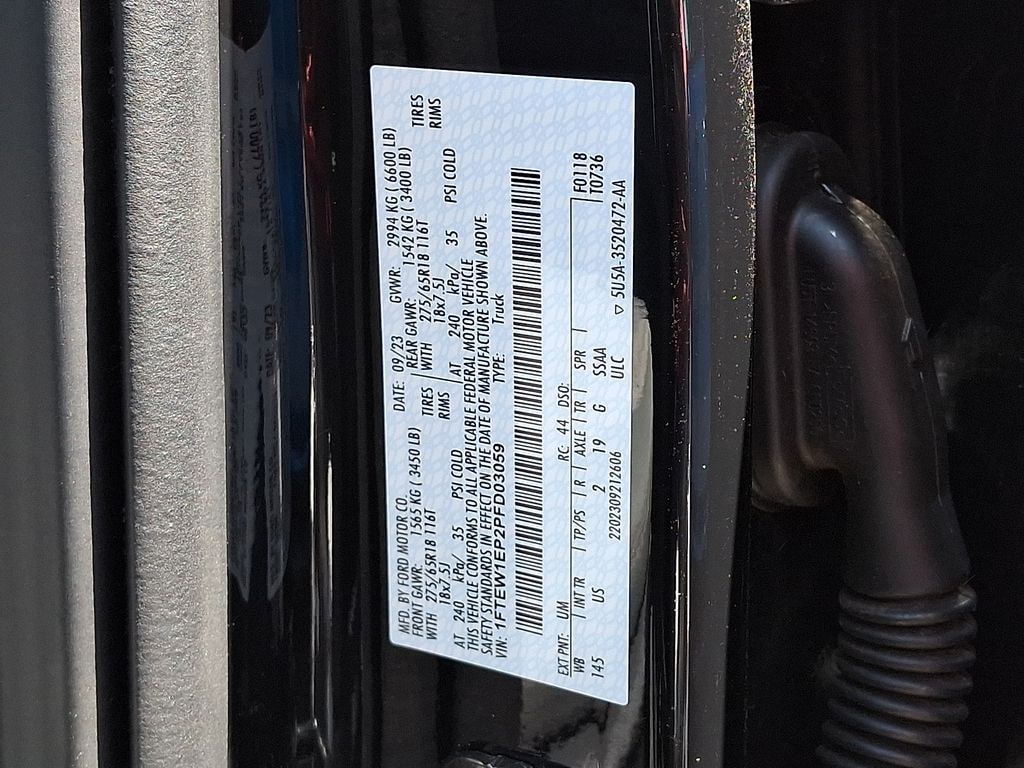 MFD. BY FORD MOTOR CO. DATE: 09/23 GVWR: 2994 KG ( 6600 LB)
FRONT GAWR: 1565 KG ( 3450 LB) REAR GAWR: 1542 KG ( 3400 LB)
WITH 275/65R18 116T TIRES WITH 275/65R18 116T TIRES
18x7.5J RIMS 18x7.5J RIMS
AT 240 kPa/ 35 PSI COLD AT 240 kPa/ 35 PSI COLD
THIS VEHICLE CONFORMS TO ALL APPLICABLE FEDERAL MOTOR VEHICLE
SAFETY STANDARDS IN EFFECT ON THE DATE OF MANUFACTURE SHOWN ABOVE.
VIN: 1FTEW1EP2PFD03059 TYPE: Truck
EXT PNT: UM RC: 44 DSO: F0118
WB INT TR TP/PS R AXLE TR SPR T0736
145 US 2 19 G SSAA
2202309212606 ULC 5U5A-3520472-AA